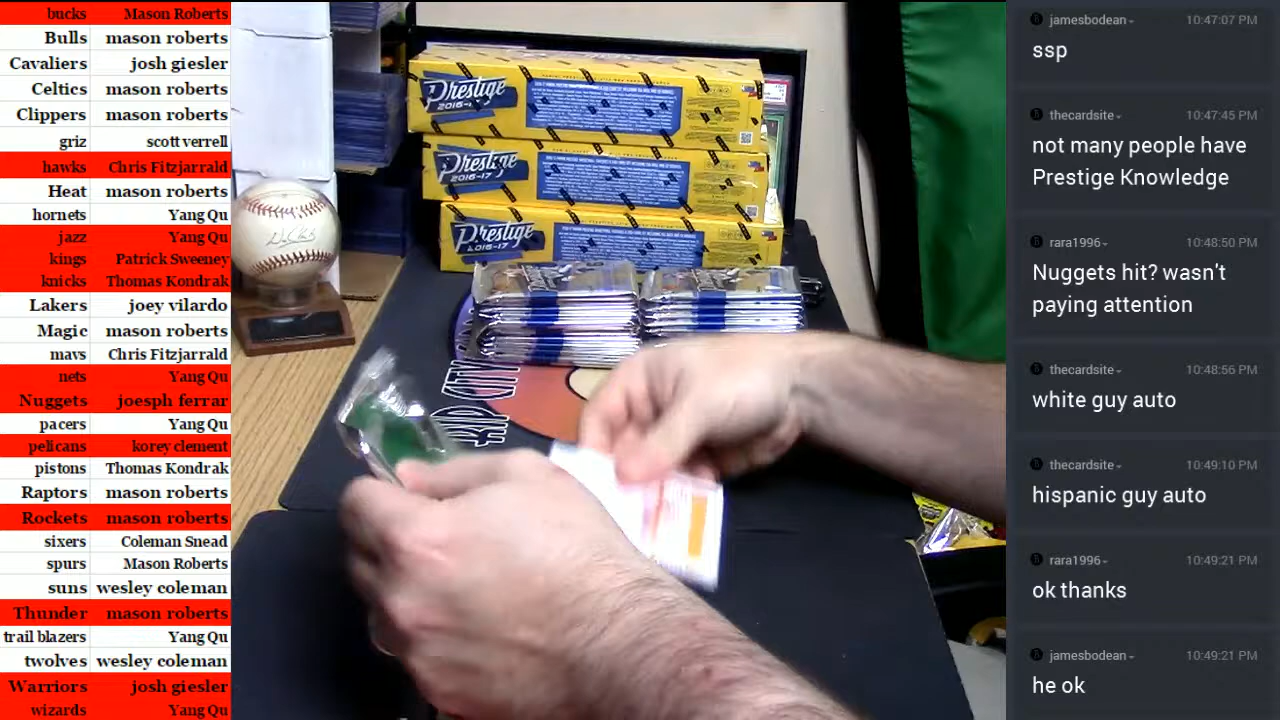 bucks Mason Roberts
Bulls mason roberts
Cavaliers josh giesler
Celtics mason roberts
Clippers mason roberts
griz scott verrell
hawks Chris Fitzjarrald
Heat mason roberts
hornets Yang Qu
jazz Yang Qu
kings Patrick Sweeney
knicks Thomas Kondrak
Lakers joey vilardo
Magic mason roberts
mavs Chris Fitzjarrald
nets Yang Qu
Nuggets joesph ferrar
pacers Yang Qu
pelicans korey clement
pistons Thomas Kondrak
Raptors mason roberts
Rockets mason roberts
sixers Coleman Snead
spurs Mason Roberts
suns wesley coleman
Thunder mason roberts
trail blazers Yang Qu
twolves wesley coleman
Warriors josh giesler
wizards Yang Qu
Prestige
Prestige
2016-17
Prestige
2016-17
RIP CITY
jamesbodean 10:47:07 PM
ssp
thecardsite 10:47:45 PM
not many people have
Prestige Knowledge
rara1996 10:48:50 PM
Nuggets hit? wasn't
paying attention
thecardsite 10:48:56 PM
white guy auto
thecardsite 10:49:10 PM
hispanic guy auto
rara1996 10:49:21 PM
ok thanks
jamesbodean 10:49:21 PM
he ok